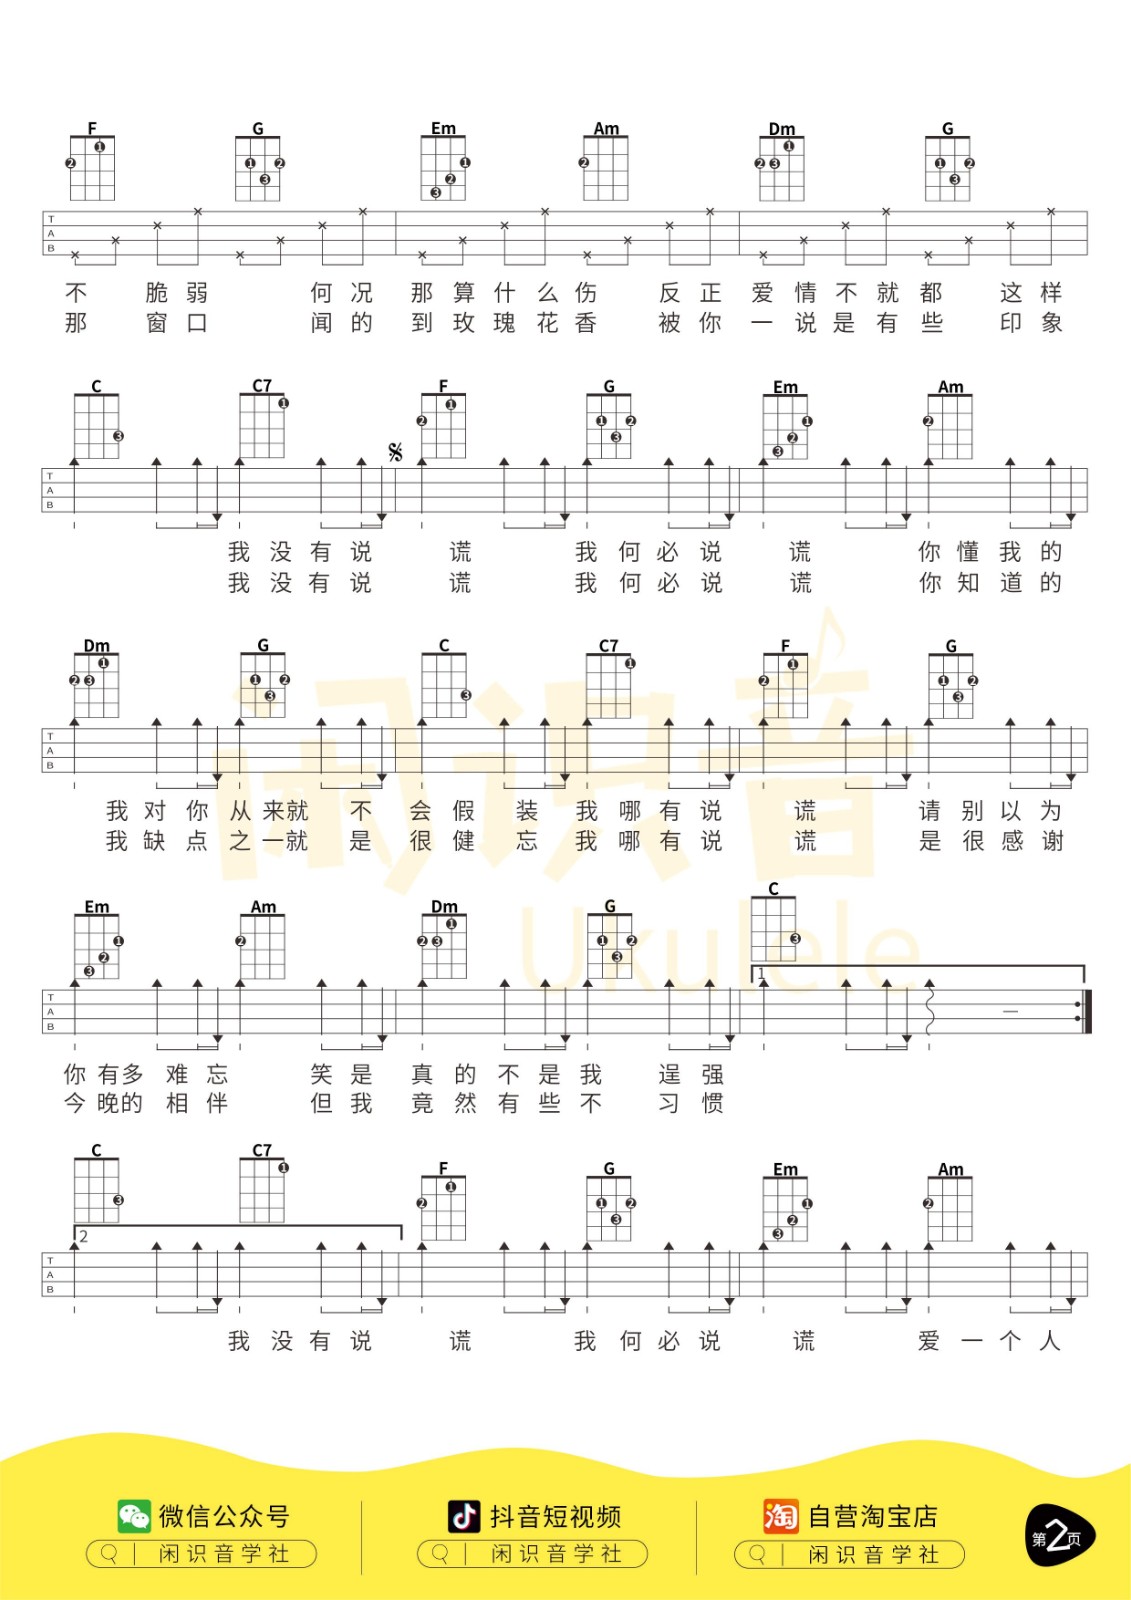 F G Em Am Dm G
不 脆 弱 何 况 那 算 什 么 伤 反 正 爱 情 不 就 都 这 样
那 窗 口 闻 的 到 玫 瑰 花 香 被 你 一 说 是 有 些 印 象
C C7 F G Em Am
我 没 有 说 谎 我 何 必 说 谎 你 懂 我 的
我 没 有 说 谎 我 何 必 说 谎 你 知 道 的
Dm G C C7 F G
我 对 你 从 来 就 不 会 假 装 我 哪 有 说 谎 请 别 以 为
我 缺 点 之 一 就 是 很 健 忘 我 哪 有 说 谎 是 很 感 谢
闲识音
Ukulele
Em Am Dm G C
1
你 有 多 难 忘 笑 是 真 的 不 是 我 逞 强
今 晚 的 相 伴 但 我 竟 然 有 些 不 习 惯
C C7 F G Em Am
2
我 没 有 说 谎 我 何 必 说 谎 爱 一 个 人
微信公众号 抖音短视频 淘 自营淘宝店
闲识音学社 闲识音学社 闲识音学社
第2页